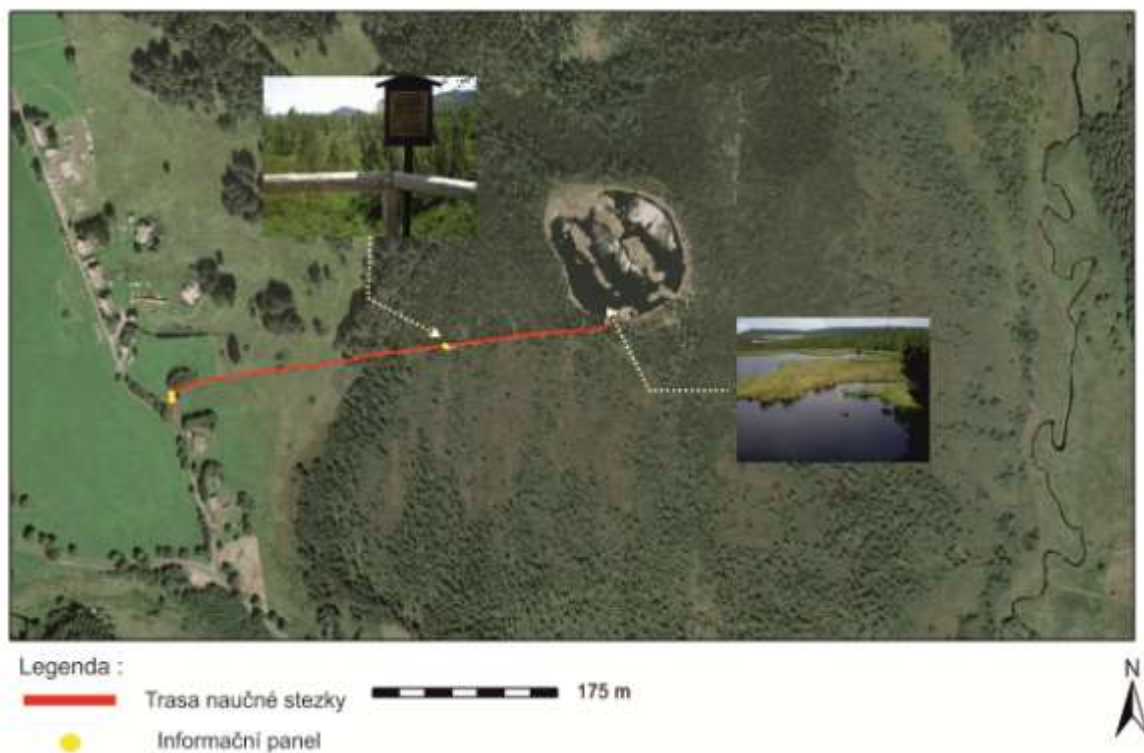 Legenda :
Trasa naučné stezky
175 m
Informační panel
N